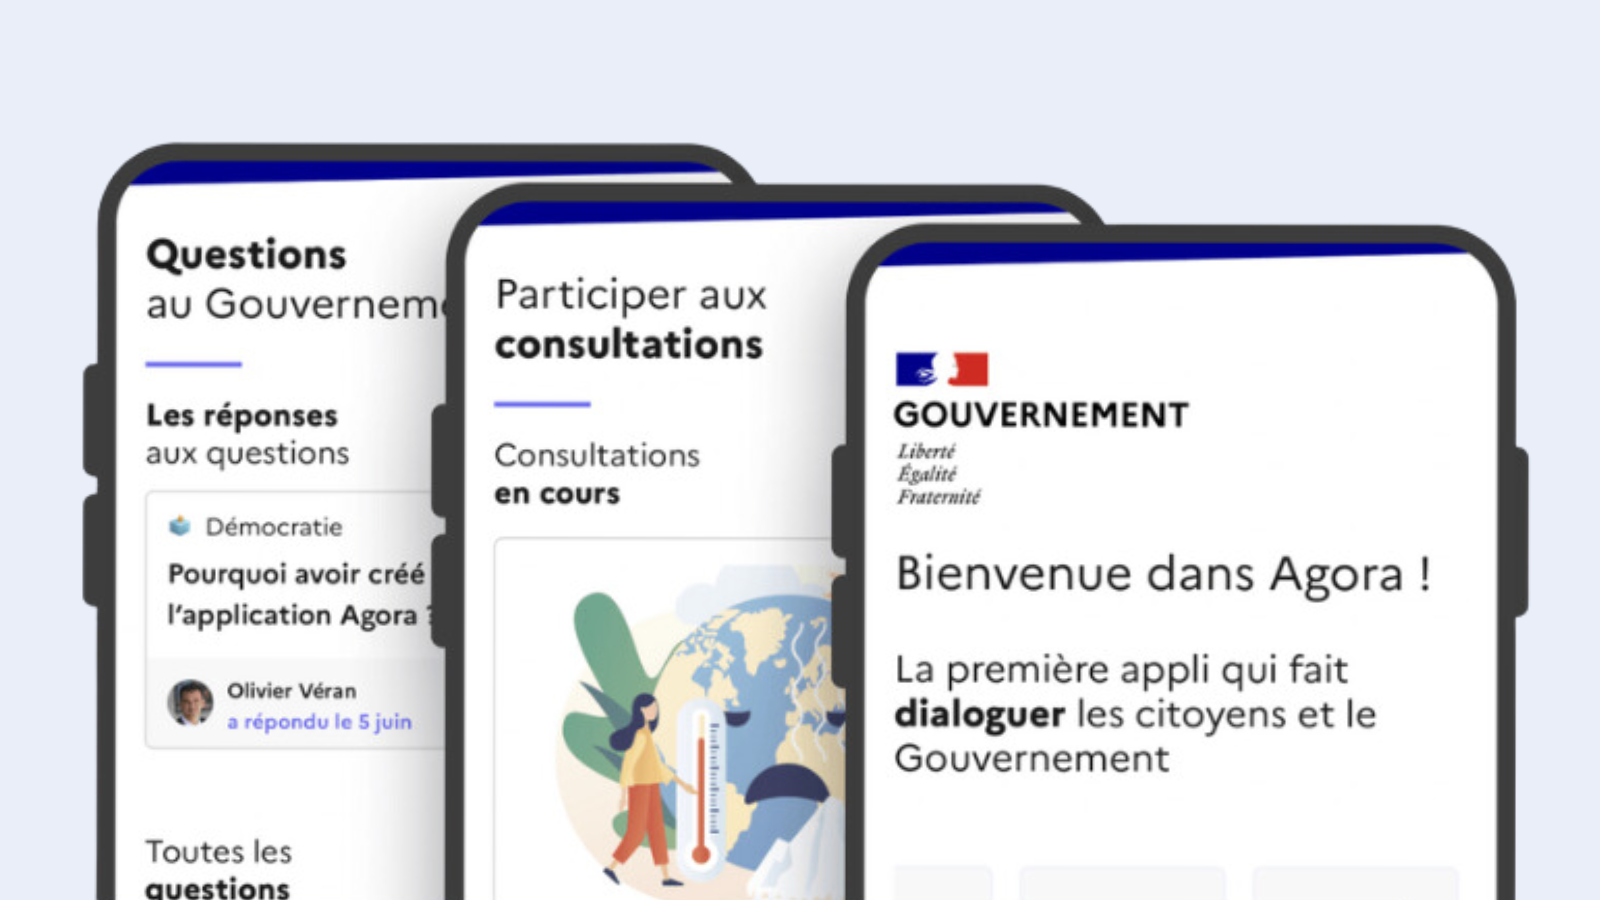 Questions
au Gouverneme
Les réponses
aux questions
Démocratie
Pourquoi avoir créé
l'application Agora ?
Olivier Véran
a répondu le 5 juin
Toutes les
questions
Participer aux
consultations
Consultations
en cours
GOUVERNEMENT
Liberté
Égalité
Fraternité
Bienvenue dans Agora !
La première appli qui fait
dialoguer les citoyens et le
Gouvernement